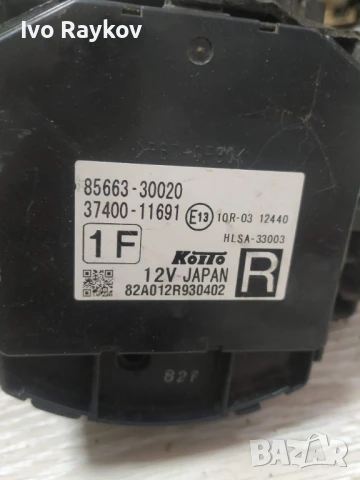 Ivo Raykov
85663-30020
37400-11691 E13 10R-03 12440
HLSA-33003
1F KOITO R
12V JAPAN
82A012R930402
82F
BAZAR